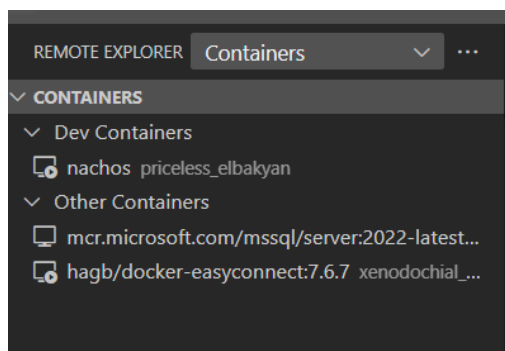 REMOTE EXPLORER Containers
CONTAINERS
Dev Containers
nachos priceless_elbakyan
Other Containers
mcr.microsoft.com/mssql/server:2022-latest...
hagb/docker-easyconnect:7.6.7 xenodochial_...